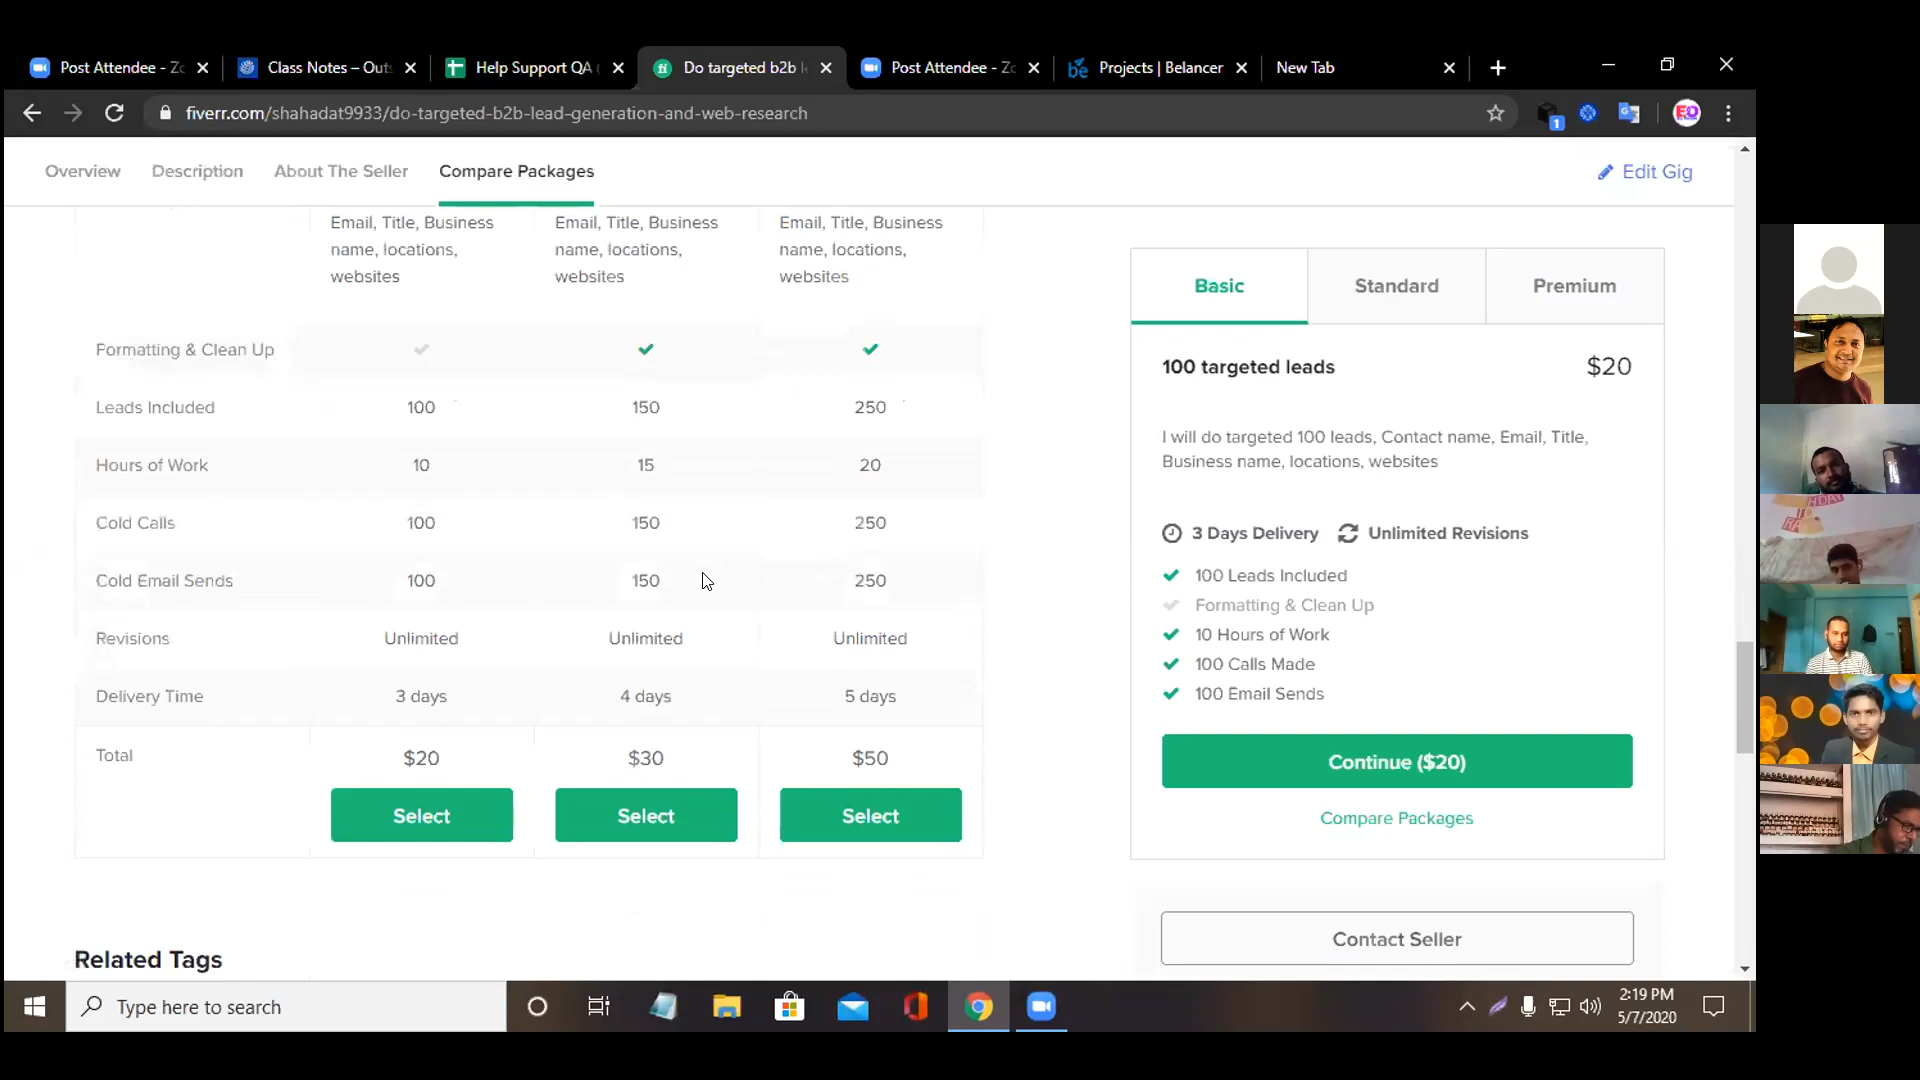 Post Attendee - Zc
Class Notes – Outs
Help Support QA (
Do targeted b2b l
Post Attendee - Zc
Projects | Belancer
New Tab
fiverr.com/shahadat9933/do-targeted-b2b-lead-generation-and-web-research
Overview
Description
About The Seller
Compare Packages
Edit Gig
Email, Title, Business name, locations, websites
Email, Title, Business name, locations, websites
Email, Title, Business name, locations, websites
Formatting & Clean Up
Leads Included 100 150 250
Hours of Work 10 15 20
Cold Calls 100 150 250
Cold Email Sends 100 150 250
Revisions Unlimited Unlimited Unlimited
Delivery Time 3 days 4 days 5 days
Total $20 $30 $50
Select Select Select
Related Tags
Basic Standard Premium
100 targeted leads $20
I will do targeted 100 leads, Contact name, Email, Title,
Business name, locations, websites
3 Days Delivery Unlimited Revisions
100 Leads Included
Formatting & Clean Up
10 Hours of Work
100 Calls Made
100 Email Sends
Continue ($20)
Compare Packages
Contact Seller
Type here to search
2:19 PM
5/7/2020